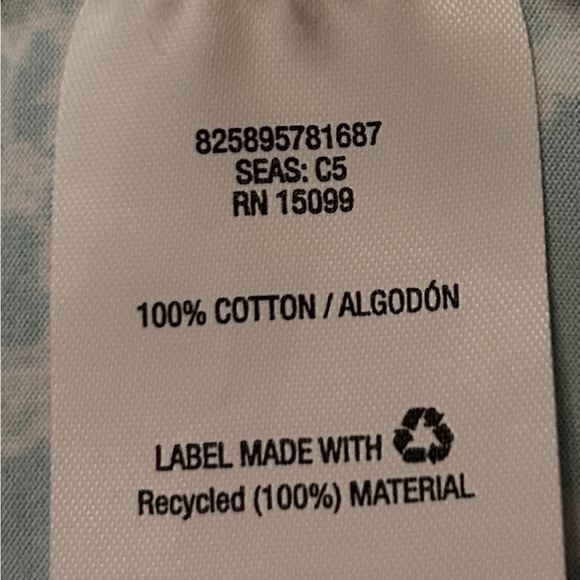 825895781687
SEAS: C5
RN 15099
100% COTTON / ALGODÓN
LABEL MADE WITH
Recycled (100%) MATERIAL